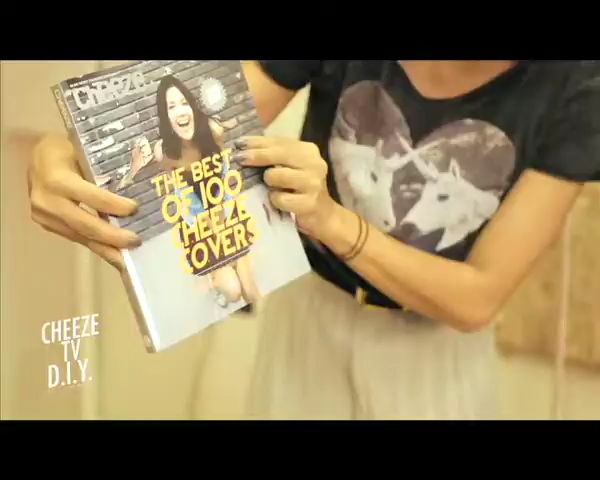 Cheeze
THE BEST
OF 100
CHEEZE
COVERS
CHEEZE
TV
D.I.Y.